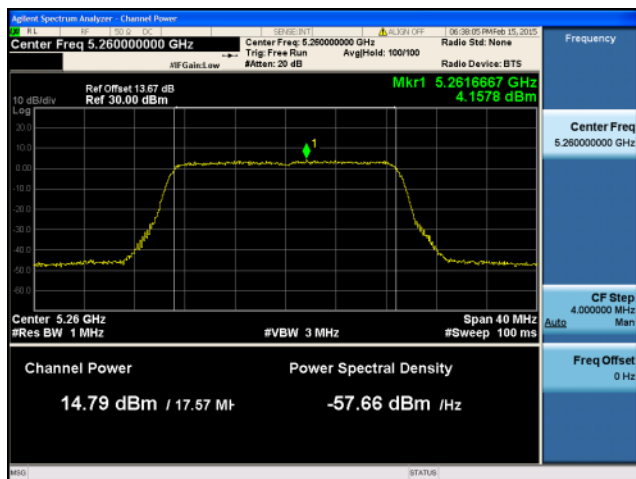 Agilent Spectrum Analyzer - Channel Power
RL RF 50 Ω DC SENSE:INT ALIGN OFF 06:38:05 PM Feb 15, 2015
Center Freq 5.260000000 GHz Center Freq: 5.260000000 GHz Radio Std: None
Trig: Free Run Avg|Hold: 100/100
#IFGain:Low #Atten: 20 dB Radio Device: BTS
Frequency
Mkr1 5.2616667 GHz
4.1578 dBm
Ref Offset 13.67 dB
10 dB/div Ref 30.00 dBm
Log
20.0
10.0
0.00
-10.0
-20.0
-30.0
-40.0
-50.0
-60.0
1
Center 5.26 GHz Span 40 MHz
#Res BW 1 MHz #VBW 3 MHz #Sweep 100 ms
Channel Power Power Spectral Density
14.79 dBm / 17.57 MH -57.66 dBm /Hz
Center Freq
5.260000000 GHz
CF Step
4.000000 MHz
Auto Man
Freq Offset
0 Hz
MSG STATUS